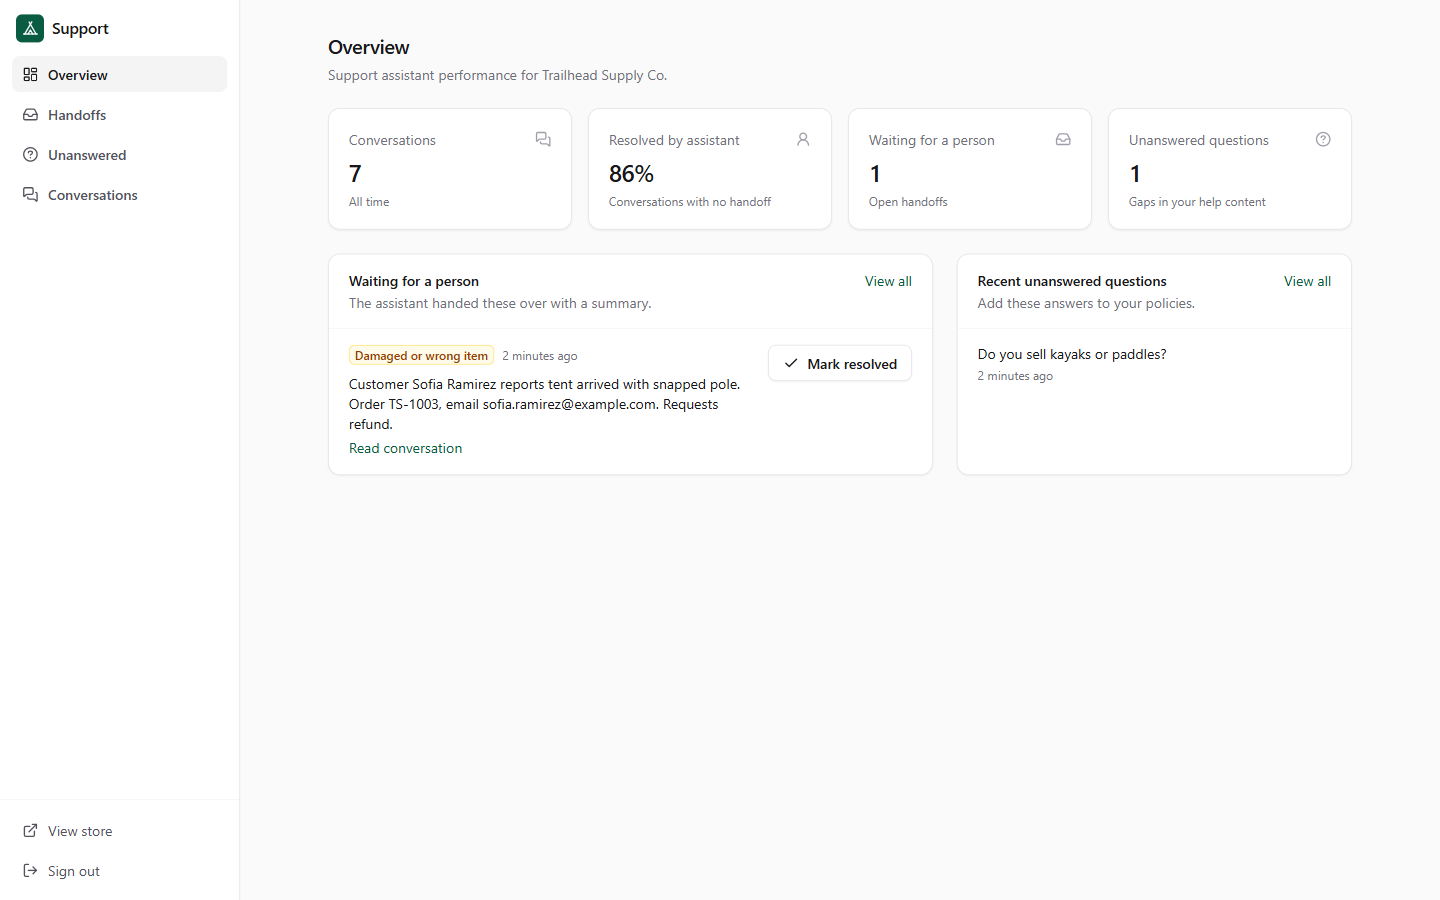 Support
Overview
Handoffs
Unanswered
Conversations
View store
Sign out
Overview
Support assistant performance for Trailhead Supply Co.
Conversations
7
All time
Resolved by assistant
86%
Conversations with no handoff
Waiting for a person
1
Open handoffs
Unanswered questions
1
Gaps in your help content
Waiting for a person
View all
The assistant handed these over with a summary.
Damaged or wrong item 2 minutes ago
Mark resolved
Customer Sofia Ramirez reports tent arrived with snapped pole.
Order TS-1003, email sofia.ramirez@example.com. Requests
refund.
Read conversation
Recent unanswered questions
View all
Add these answers to your policies.
Do you sell kayaks or paddles?
2 minutes ago